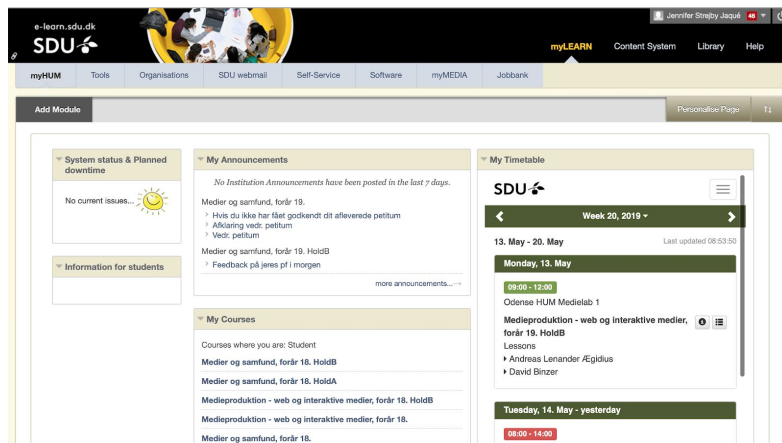 e-learn.sdu.dk
SDU
Jennifer Strejby Jaqué 48
myLEARN Content System Library Help
myHUM Tools Organisations SDU webmail Self-Service Software myMEDIA Jobbank
Add Module
Personalise Page
System status & Planned
downtime
No current issues...
Information for students
My Announcements
No Institution Announcements have been posted in the last 7 days.
Medier og samfund, forår 19.
Hvis du ikke har fået godkendt dit afleverede petitum
Afklaring vedr. petitum
Vedr. petitum
Medier og samfund, forår 19. HoldB
Feedback på jeres pf i morgen
more announcements...
My Courses
Courses where you are: Student
Medier og samfund, forår 18. HoldB
Medier og samfund, forår 18. HoldA
Medieproduktion - web og interaktive medier, forår 18. HoldB
Medieproduktion - web og interaktive medier, forår 18.
Medier og samfund, forår 18.
My Timetable
SDU
Week 20, 2019
13. May - 20. May
Last updated 08:53:50
Monday, 13. May
09:00 - 12:00
Odense HUM Medielab 1
Medieproduktion - web og interaktive medier,
forår 19. HoldB
Lessons
Andreas Lenander Ægidius
David Binzer
Tuesday, 14. May - yesterday
08:00 - 14:00